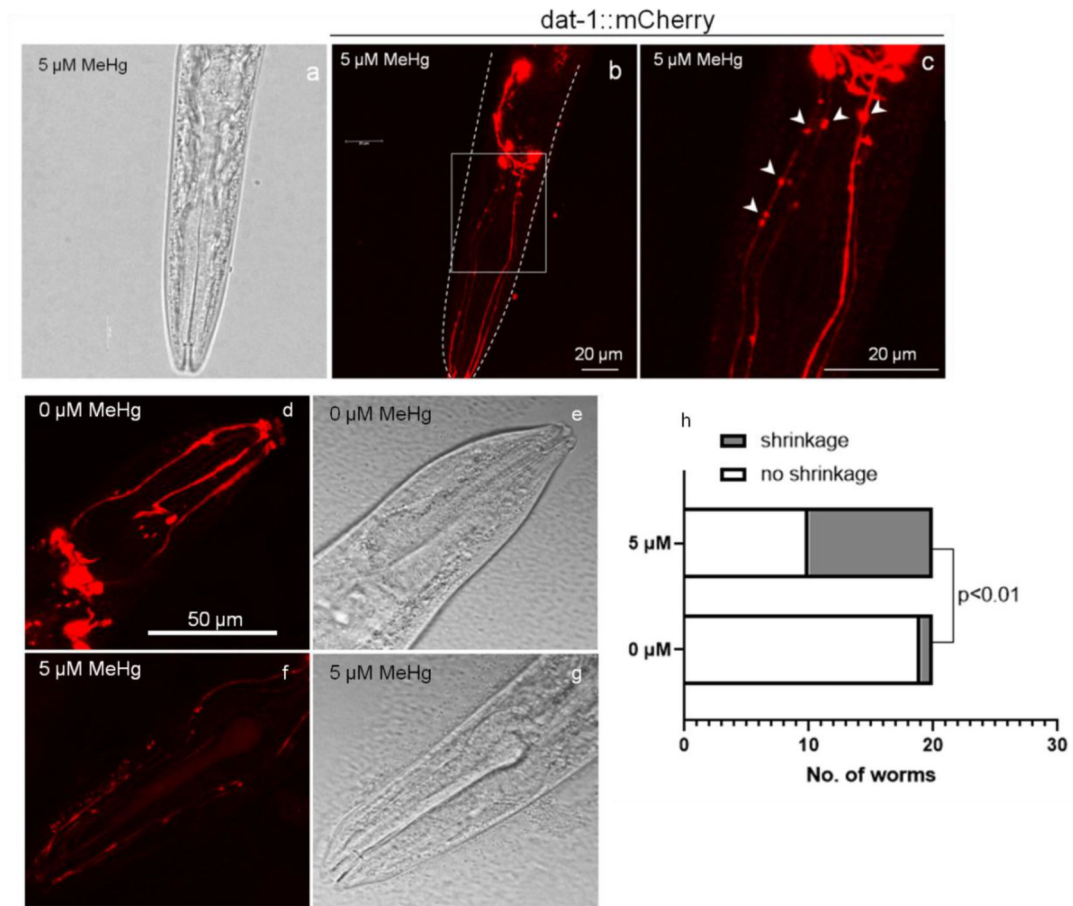 dat-1::mCherry
5 µM MeHg
a
5 µM MeHg
b
20 µm
5 µM MeHg
c
20 µm
0 µM MeHg
d
50 µm
0 µM MeHg
e
5 µM MeHg
f
5 µM MeHg
g
h
shrinkage
no shrinkage
5 µM
p<0.01
0 µM
0 10 20 30
No. of worms